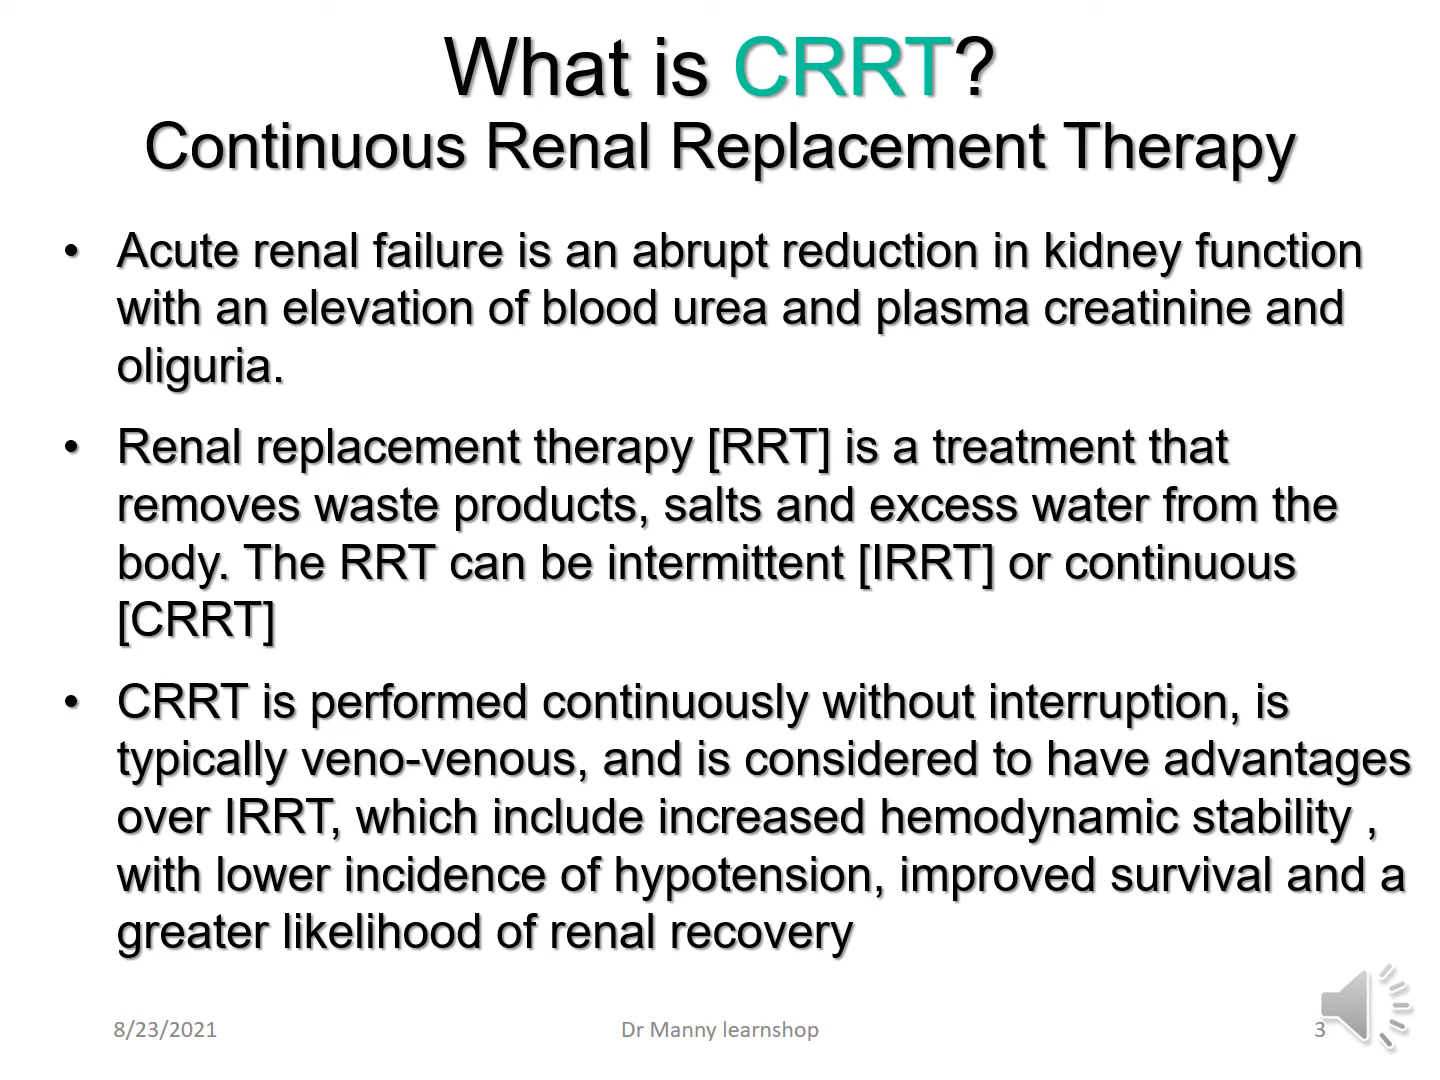 What is CRRT?
Continuous Renal Replacement Therapy
• Acute renal failure is an abrupt reduction in kidney function
with an elevation of blood urea and plasma creatinine and
oliguria.
• Renal replacement therapy [RRT] is a treatment that
removes waste products, salts and excess water from the
body. The RRT can be intermittent [IRRT] or continuous
[CRRT]
• CRRT is performed continuously without interruption, is
typically veno-venous, and is considered to have advantages
over IRRT, which include increased hemodynamic stability ,
with lower incidence of hypotension, improved survival and a
greater likelihood of renal recovery
8/23/2021
Dr Manny learnshop
3